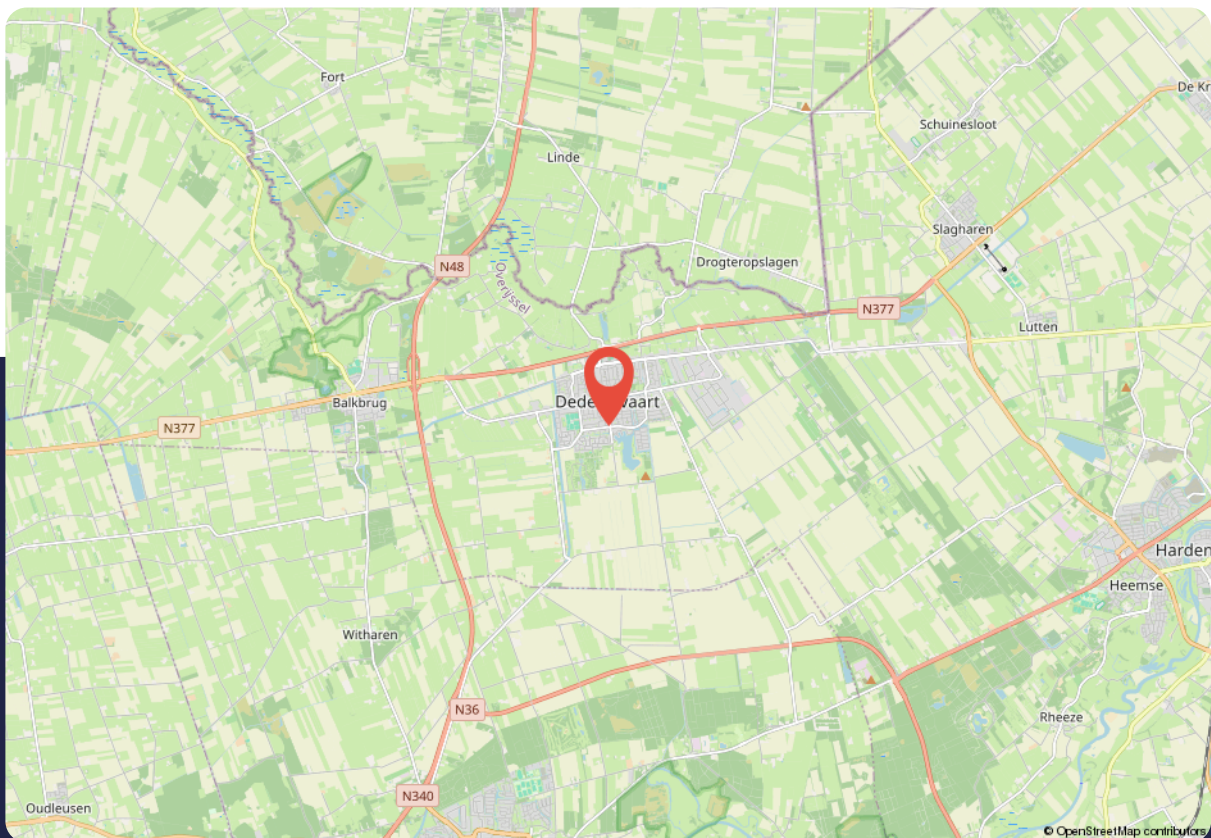 Fort
De Kr
Schuinesloot
Linde
Slagharen
Drogteropslagen
N48
Overijssel
N377
Lutten
Balkbrug
N377
Harden
Heemse
Witharen
N36
Rheeze
N340
Oudleusen
© OpenStreetMap contributors